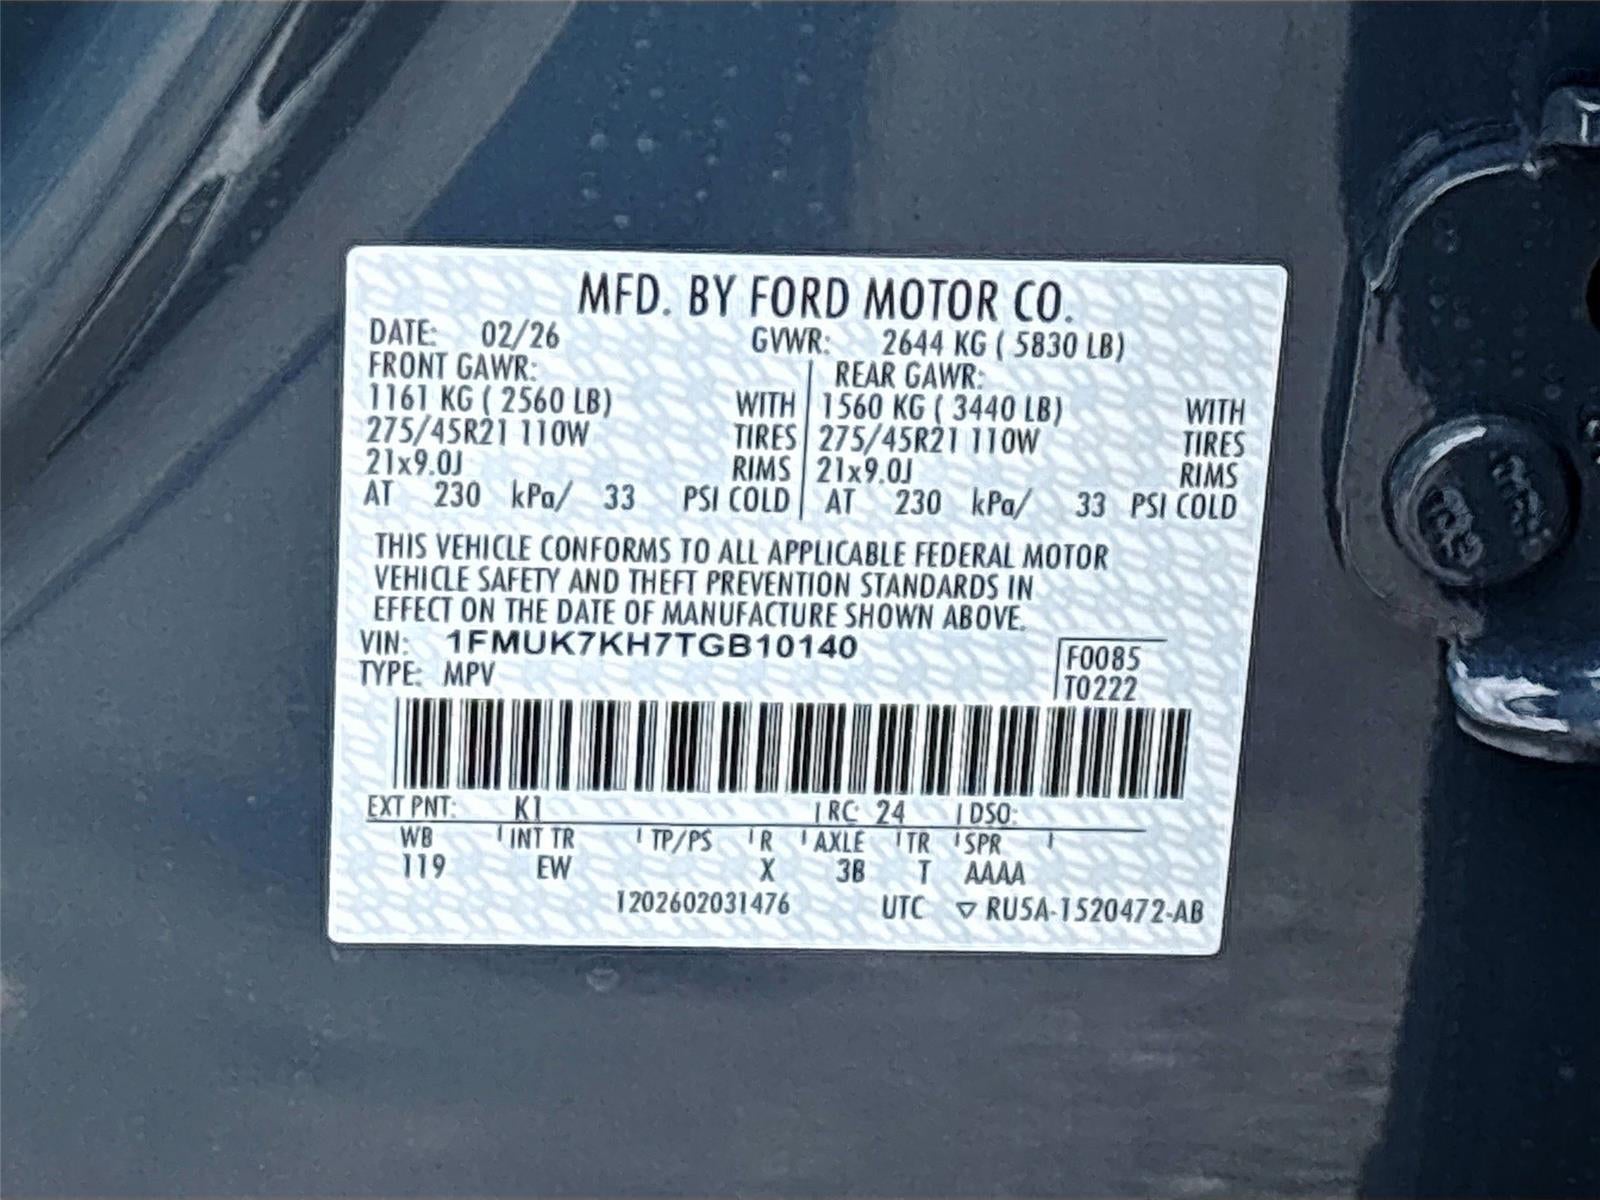 MFD. BY FORD MOTOR CO.
DATE: 02/26 GVWR: 2644 KG ( 5830 LB)
FRONT GAWR: REAR GAWR:
1161 KG ( 2560 LB) WITH 1560 KG ( 3440 LB) WITH
275/45R21 110W TIRES 275/45R21 110W TIRES
21x9.0J RIMS 21x9.0J RIMS
AT 230 kPa/ 33 PSI COLD AT 230 kPa/ 33 PSI COLD
THIS VEHICLE CONFORMS TO ALL APPLICABLE FEDERAL MOTOR
VEHICLE SAFETY AND THEFT PREVENTION STANDARDS IN
EFFECT ON THE DATE OF MANUFACTURE SHOWN ABOVE.
VIN: 1FMUK7KH7TGB10140
TYPE: MPV
F0085
T0222
EXT PNT: K1 RC: 24 DSO:
WB INT TR TP/PS R AXLE TR SPR
119 EW X 3B T AAAA
1202602031476 UTC ▽ RU5A-1520472-AB